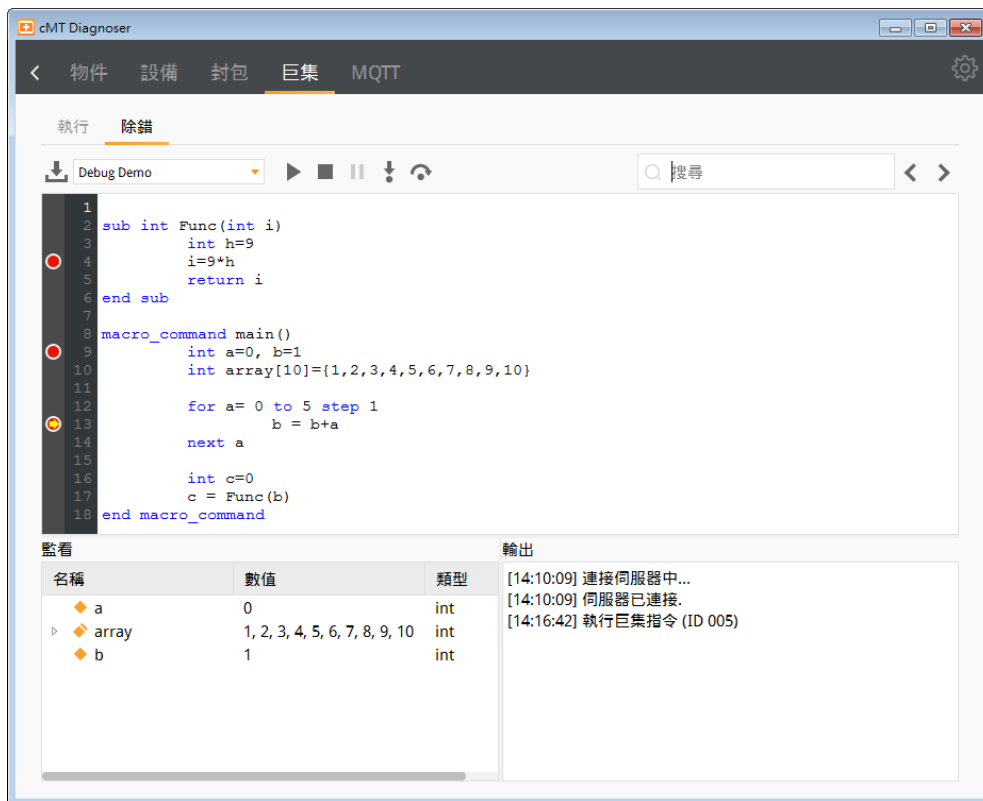 cMT Diagnoser
物件 設備 封包 巨集 MQTT
執行 除錯
Debug Demo 搜尋
1
2 sub int Func(int i)
3 int h=9
4 i=9*h
5 return i
6 end sub
7
8 macro_command main()
9 int a=0, b=1
10 int array[10]={1,2,3,4,5,6,7,8,9,10}
11
12 for a= 0 to 5 step 1
13 b = b+a
14 next a
15
16 int c=0
17 c = Func(b)
18 end macro_command
監看
名稱 數值 類型
a 0 int
array 1, 2, 3, 4, 5, 6, 7, 8, 9, 10 int
b 1 int
輸出
[14:10:09] 連接伺服器中...
[14:10:09] 伺服器已連接.
[14:16:42] 執行巨集指令 (ID 005)